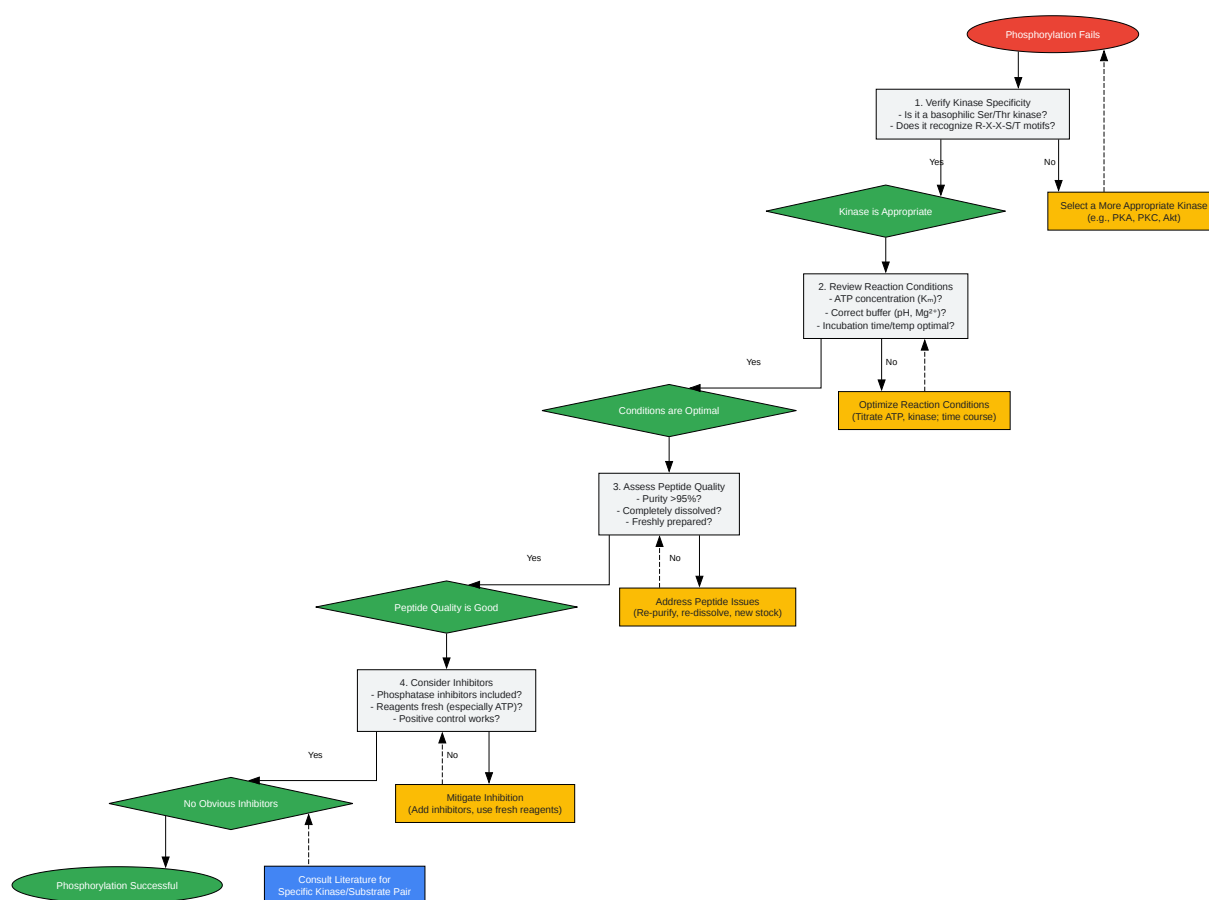 Phosphorylation Fails
1. Verify Kinase Specificity
- Is it a basophilic Ser/Thr kinase?
- Does it recognize R-X-X-S/T motifs?
Yes
No
Kinase is Appropriate
Select a More Appropriate Kinase
(e.g., PKA, PKC, Akt)
2. Review Reaction Conditions
- ATP concentration (Kₘ)?
- Correct buffer (pH, Mg²⁺)?
- Incubation time/temp optimal?
Yes
No
Conditions are Optimal
Optimize Reaction Conditions
(Titrate ATP, kinase; time course)
3. Assess Peptide Quality
- Purity >95%?
- Completely dissolved?
- Freshly prepared?
Yes
No
Peptide Quality is Good
Address Peptide Issues
(Re-purify, re-dissolve, new stock)
4. Consider Inhibitors
- Phosphatase inhibitors included?
- Reagents fresh (especially ATP)?
- Positive control works?
Yes
No
No Obvious Inhibitors
Mitigate Inhibition
(Add inhibitors, use fresh reagents)
Phosphorylation Successful
Consult Literature for
Specific Kinase/Substrate Pair